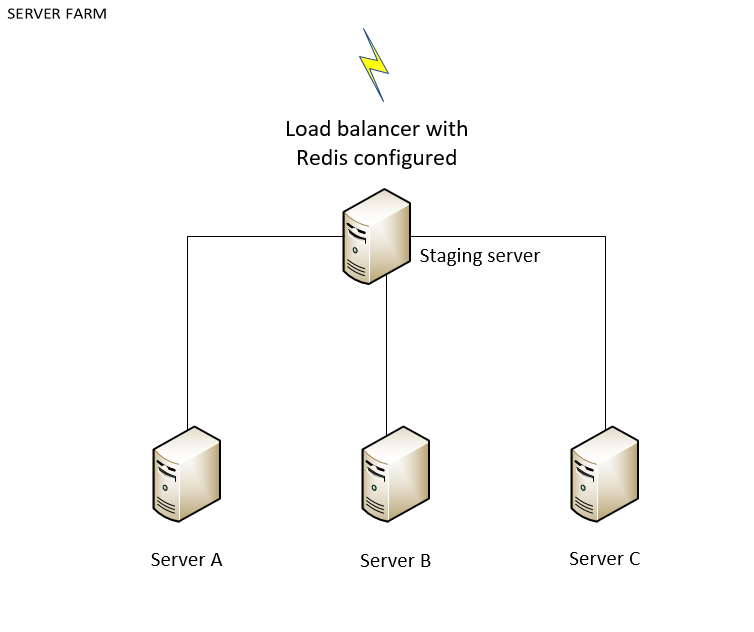 SERVER FARM
Load balancer with
Redis configured
Staging server
Server A
Server B
Server C